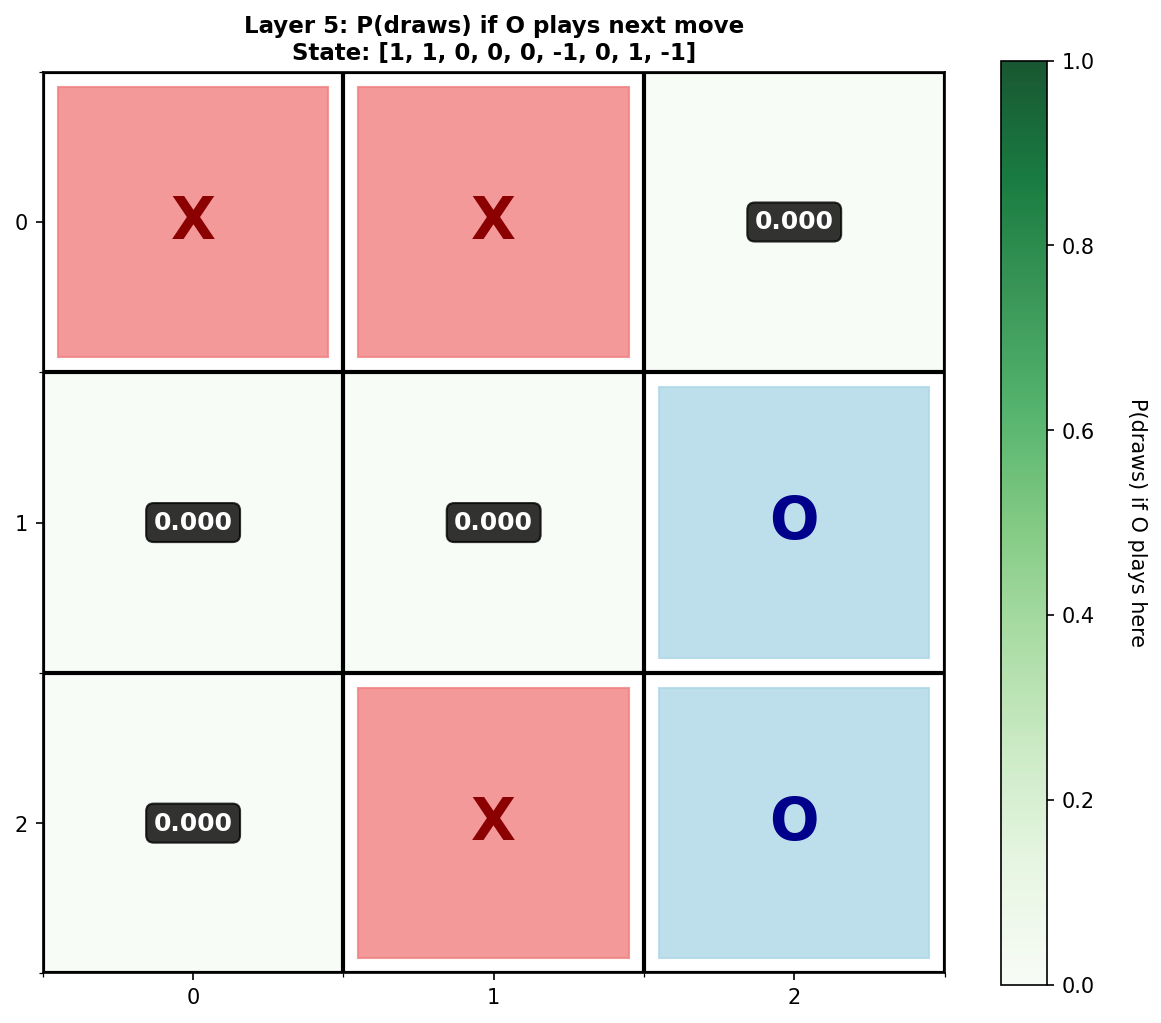 Layer 5: P(draws) if O plays next move
State: [1, 1, 0, 0, 0, -1, 0, 1, -1]
0
X
X
0.000
1
0.000
0.000
O
2
0.000
X
O
0
1
2
1.0
0.8
0.6
0.4
0.2
0.0
P(draws) if O plays here